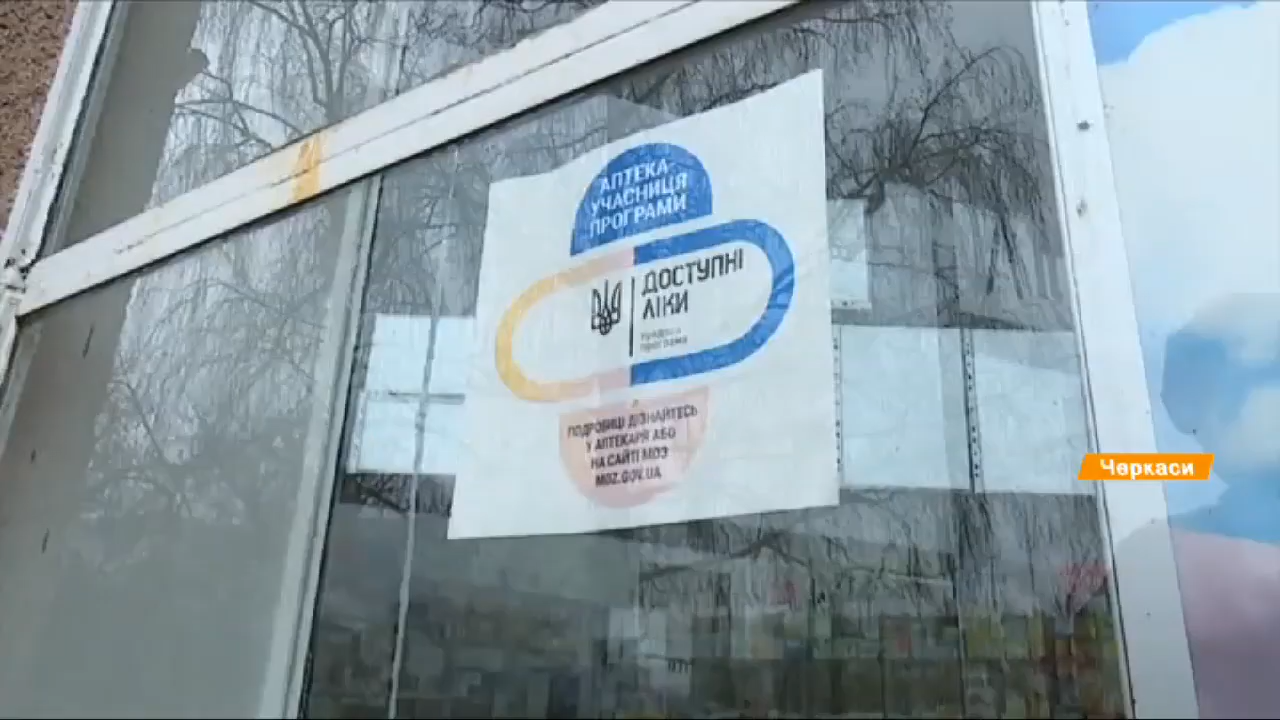 АПТЕКА-
УЧАСНИЦЯ
ПРОГРАМИ
ДОСТУПНІ
ЛІКИ
урядова
програма
ПОДРОБИЦІ ДІЗНАЙТЕСЬ
У АПТЕКАРЯ АБО
НА САЙТІ МОЗ
MOZ.GOV.UA
Черкаси